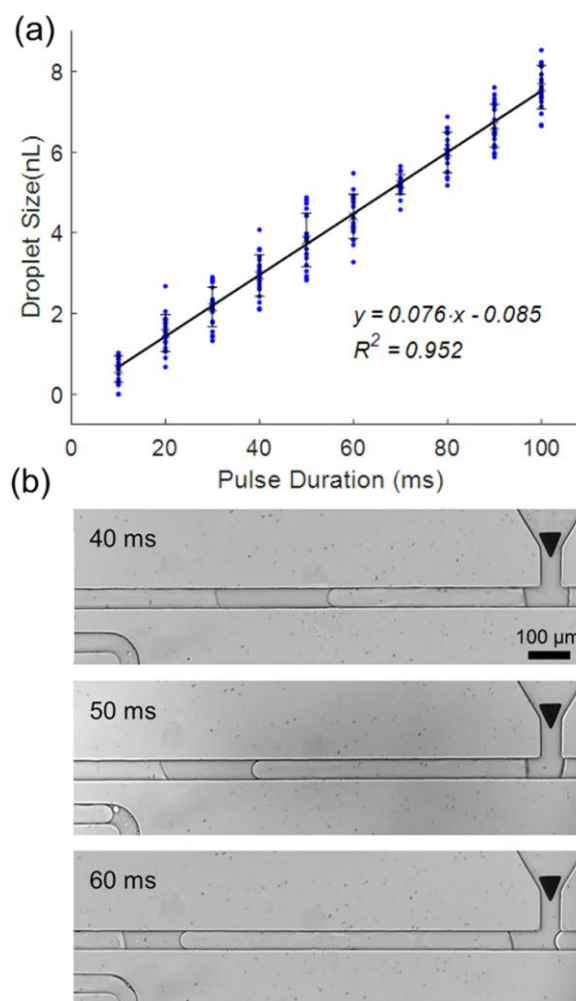 (a)
Droplet Size(nL)
8
6
4
2
0
y = 0.076·x - 0.085
R² = 0.952
0 20 40 60 80 100
Pulse Duration (ms)
(b)
40 ms
100 µm
50 ms
60 ms